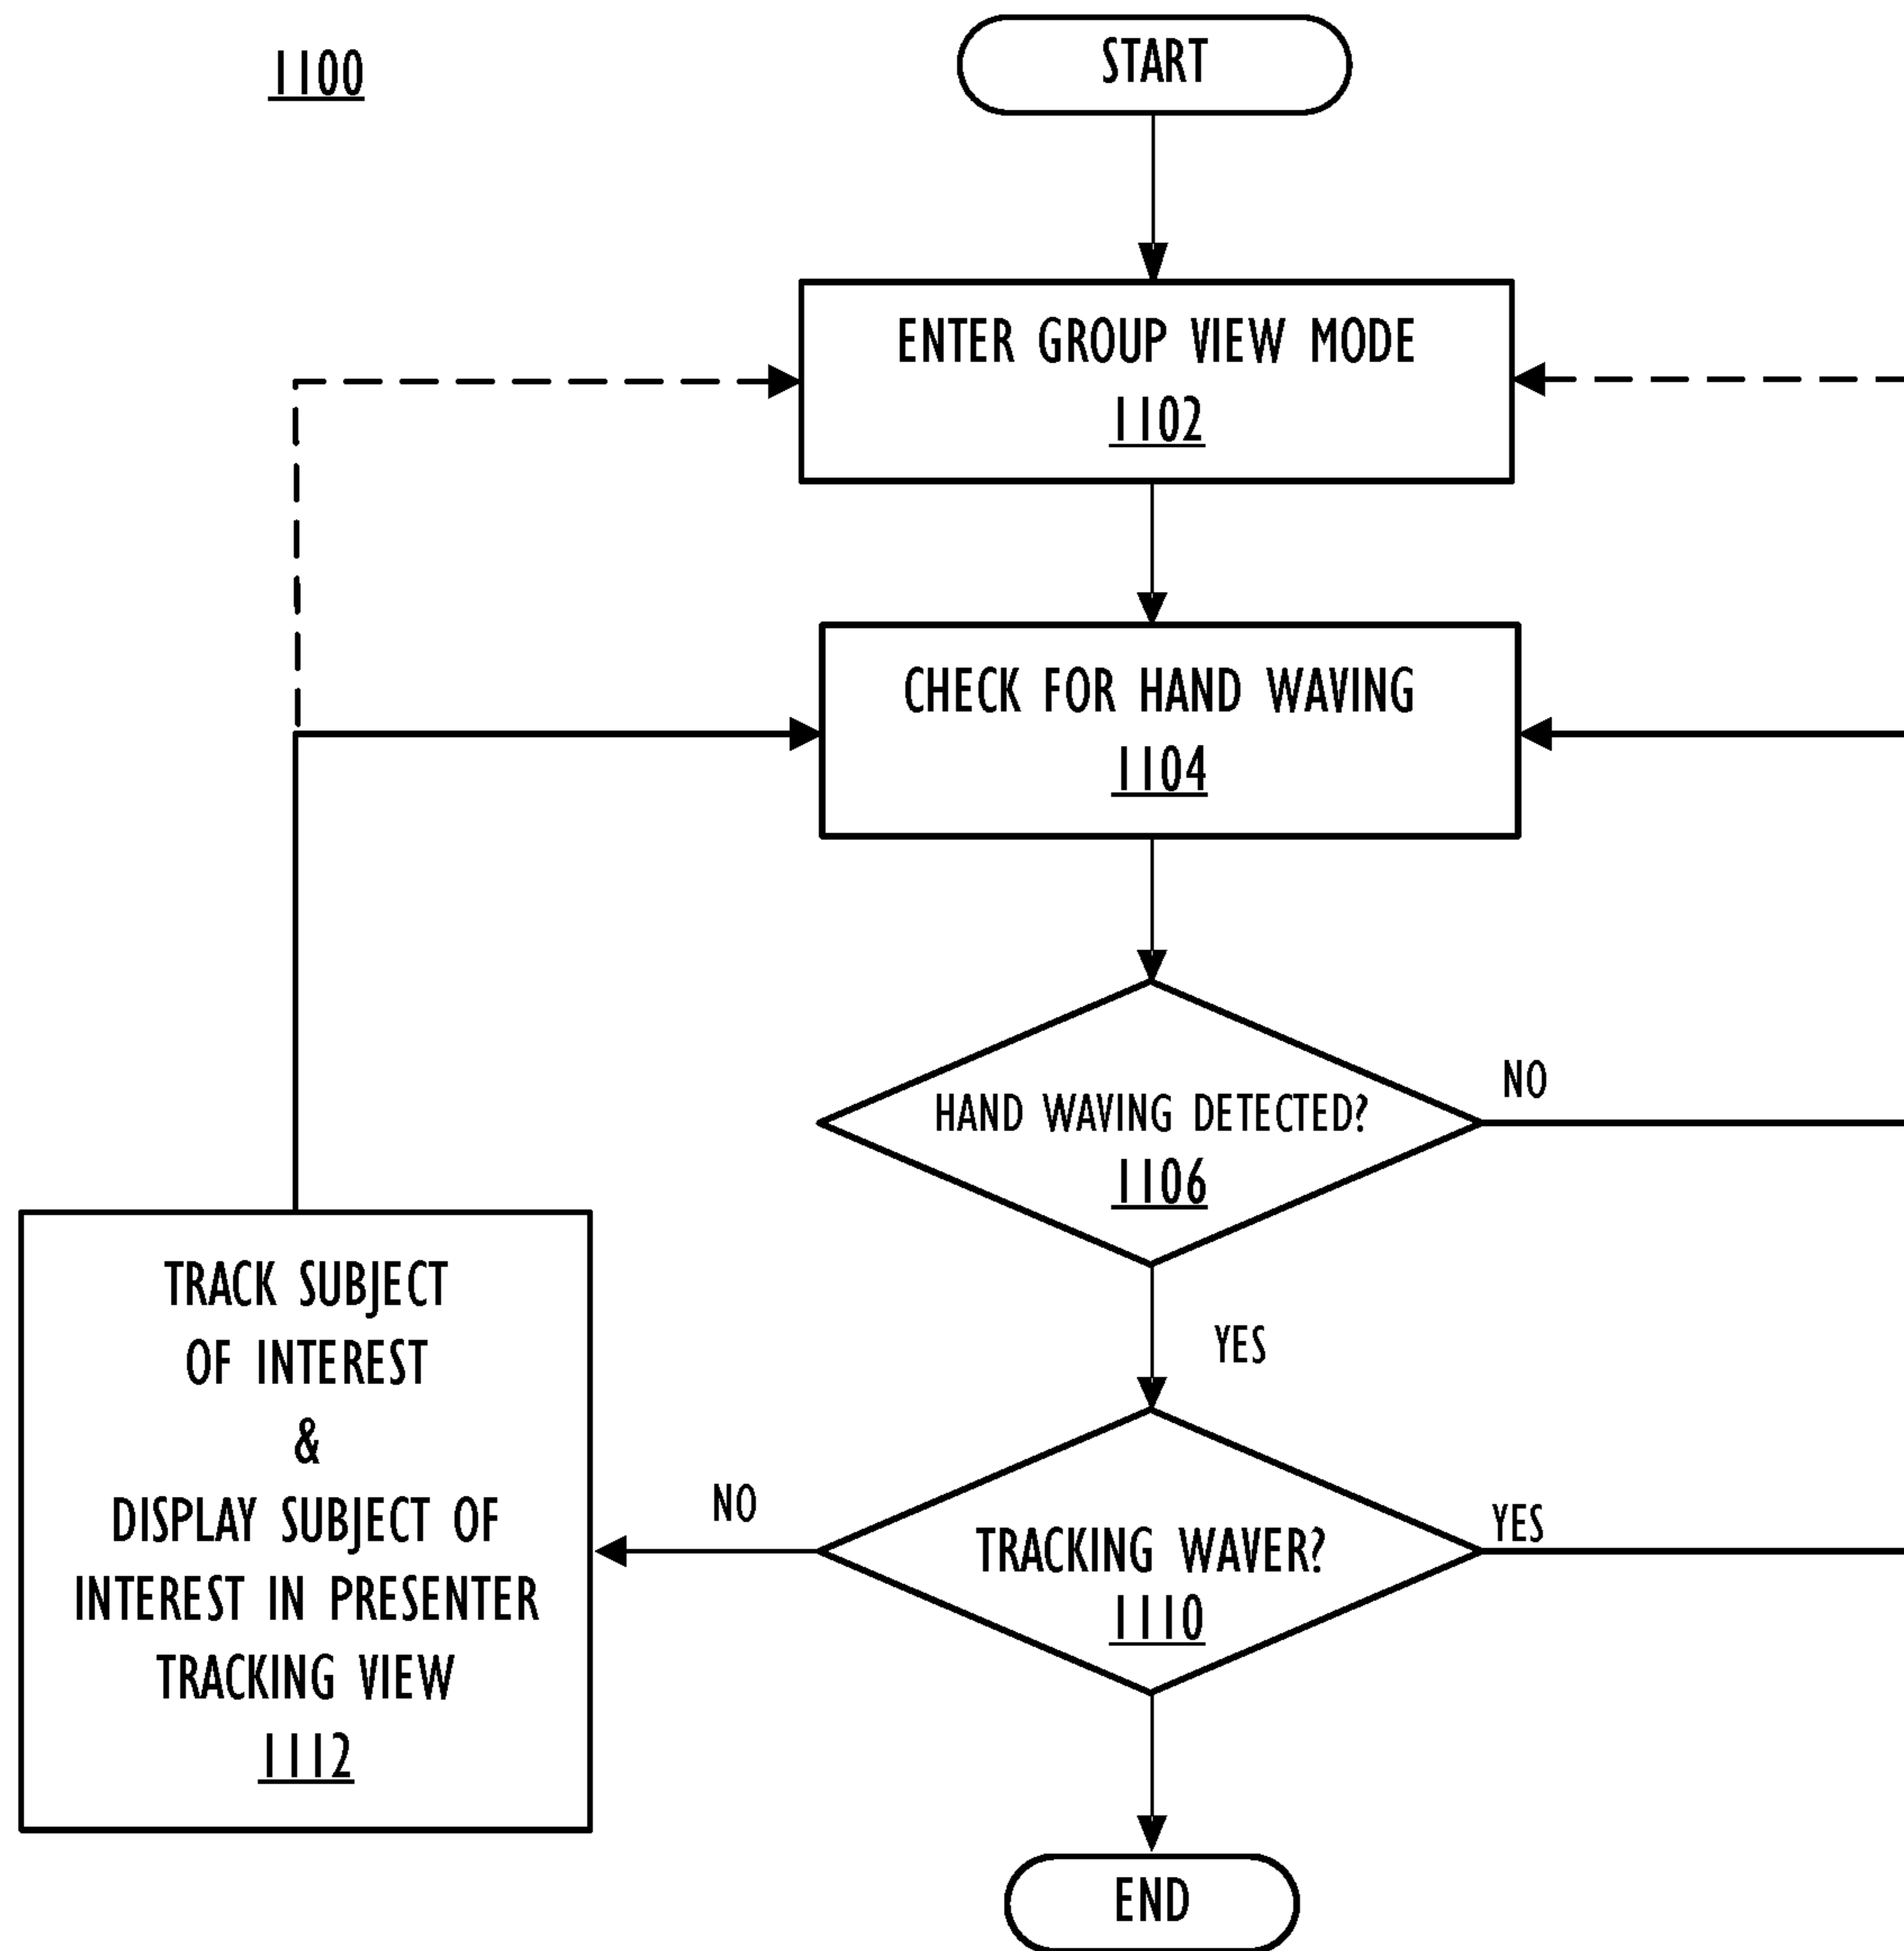 1100
START
ENTER GROUP VIEW MODE
1102
CHECK FOR HAND WAVING
1104
HAND WAVING DETECTED?
1106
NO
YES
TRACKING WAVER?
1110
NO
YES
TRACK SUBJECT
OF INTEREST
&
DISPLAY SUBJECT OF
INTEREST IN PRESENTER
TRACKING VIEW
1112
END